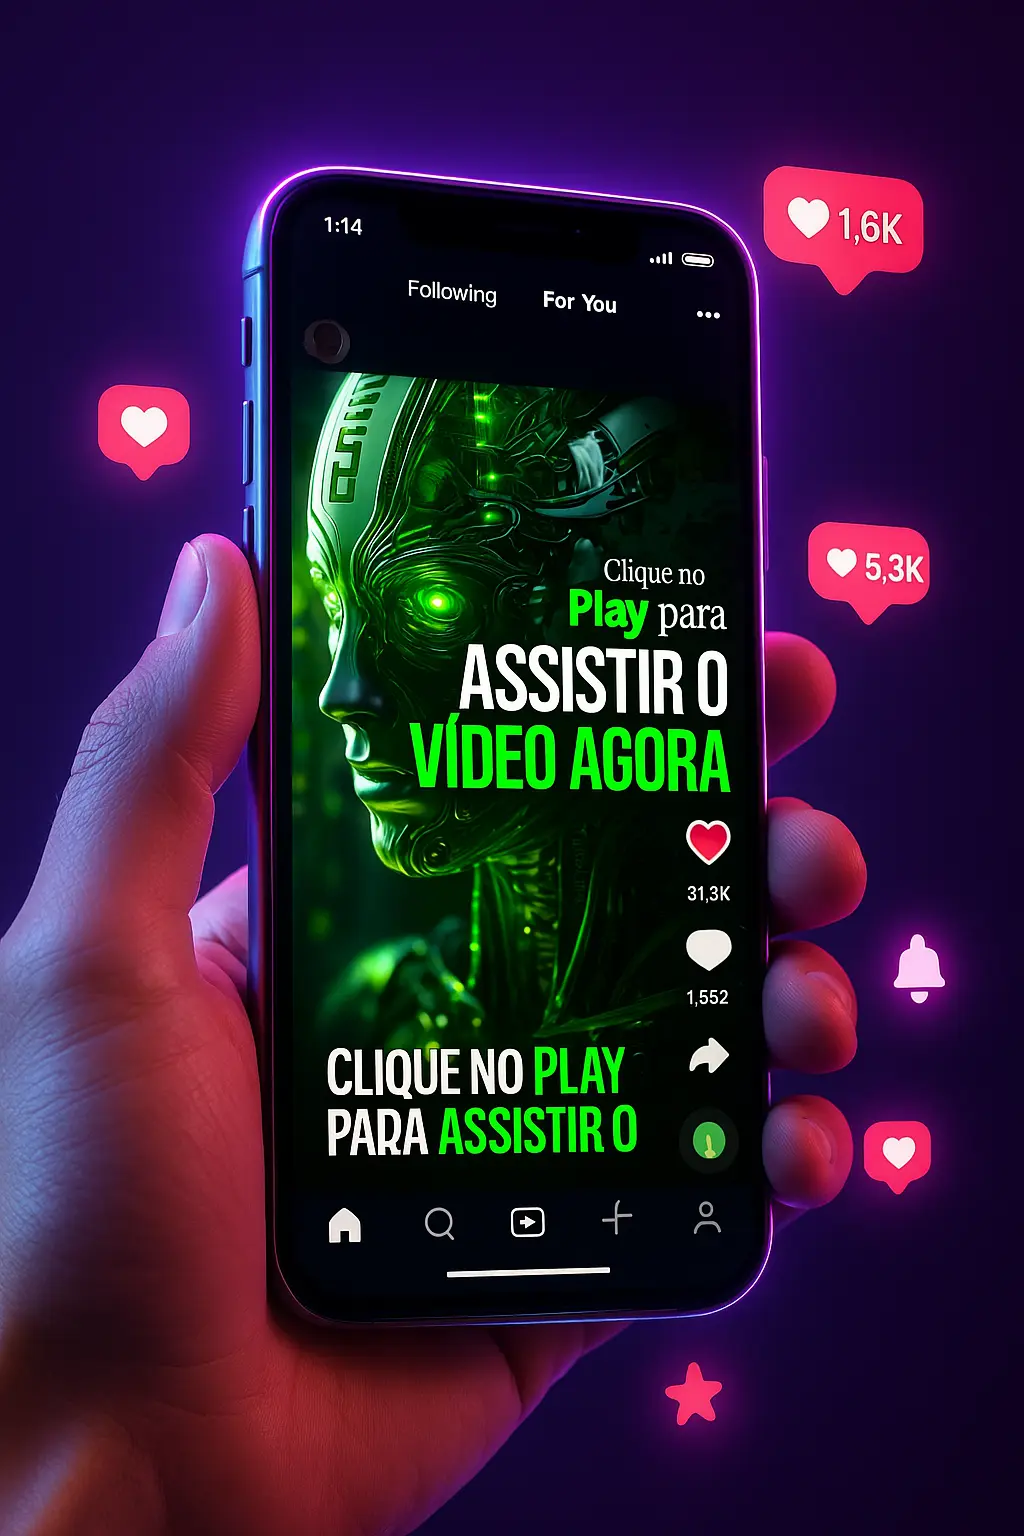 1:14
Following
For You
1,6K
5,3K
Clique no
Play para
ASSISTIR O
VÍDEO AGORA
31,3K
1,552
CLIQUE NO PLAY
PARA ASSISTIR O